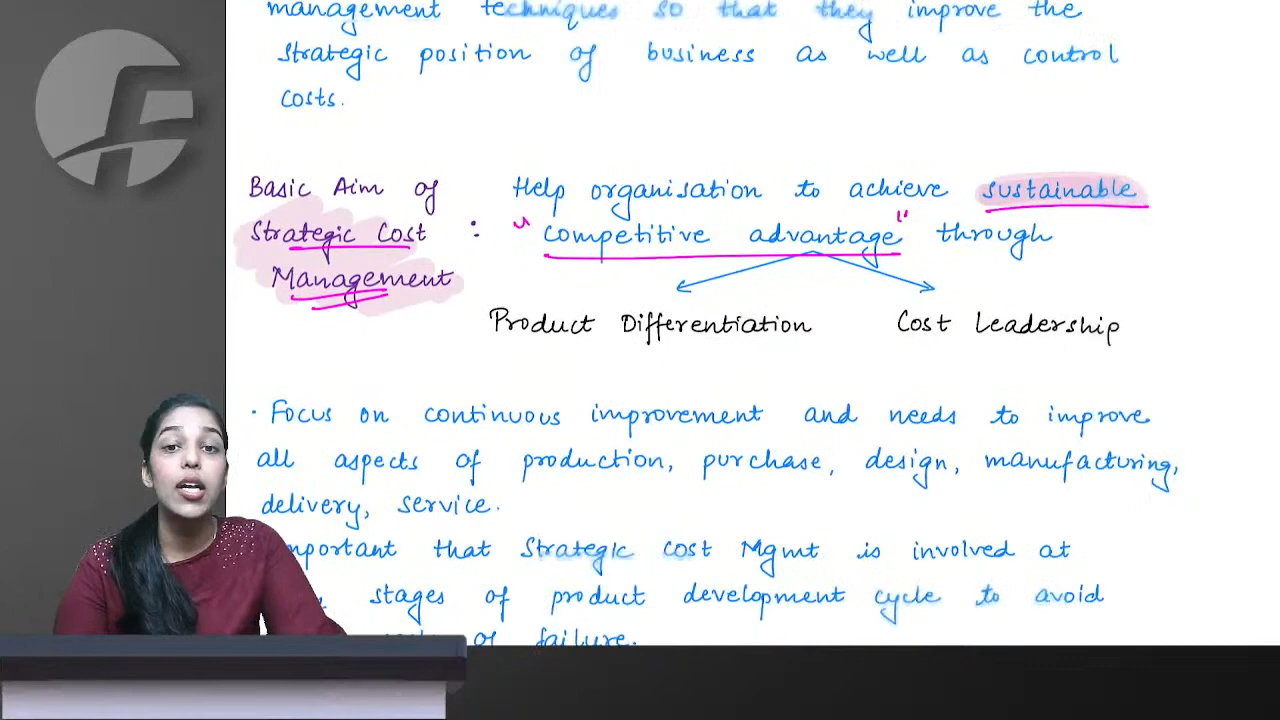 management techniques so that they improve the
strategic position of business as well as control
costs.
Basic Aim of
Strategic Cost
Management
:
Help organisation to achieve sustainable
"competitive advantage" through
Product Differentiation
Cost Leadership
· Focus on continuous improvement and needs to improve
all aspects of production, purchase, design, manufacturing,
delivery, service.
that Strategic cost Mgmt is involved at
stages of product development cycle to avoid
of failure.